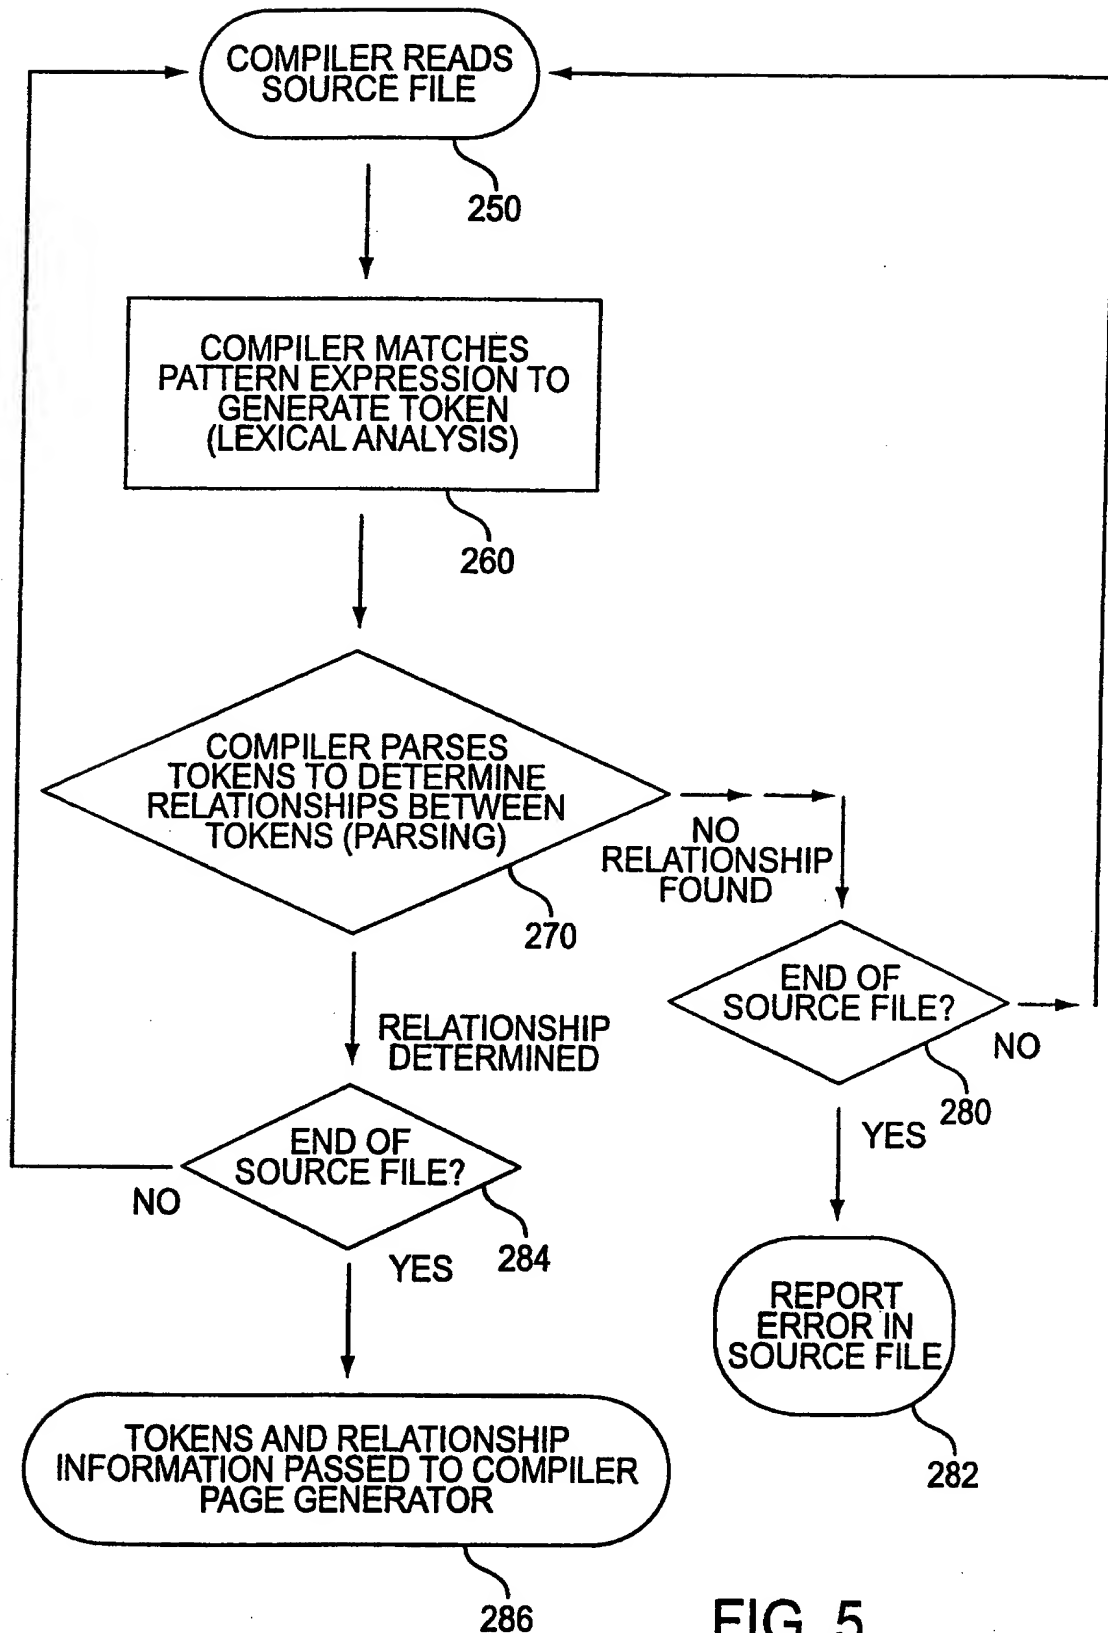 COMPILER READS
SOURCE FILE
250
COMPILER MATCHES
PATTERN EXPRESSION TO
GENERATE TOKEN
(LEXICAL ANALYSIS)
260
COMPILER PARSES
TOKENS TO DETERMINE
RELATIONSHIPS BETWEEN
TOKENS (PARSING)
270
NO
RELATIONSHIP
FOUND
END OF
SOURCE FILE?
NO
280
YES
RELATIONSHIP
DETERMINED
END OF
SOURCE FILE?
NO
284
YES
REPORT
ERROR IN
SOURCE FILE
282
TOKENS AND RELATIONSHIP
INFORMATION PASSED TO COMPILER
PAGE GENERATOR
286
FIG. 5